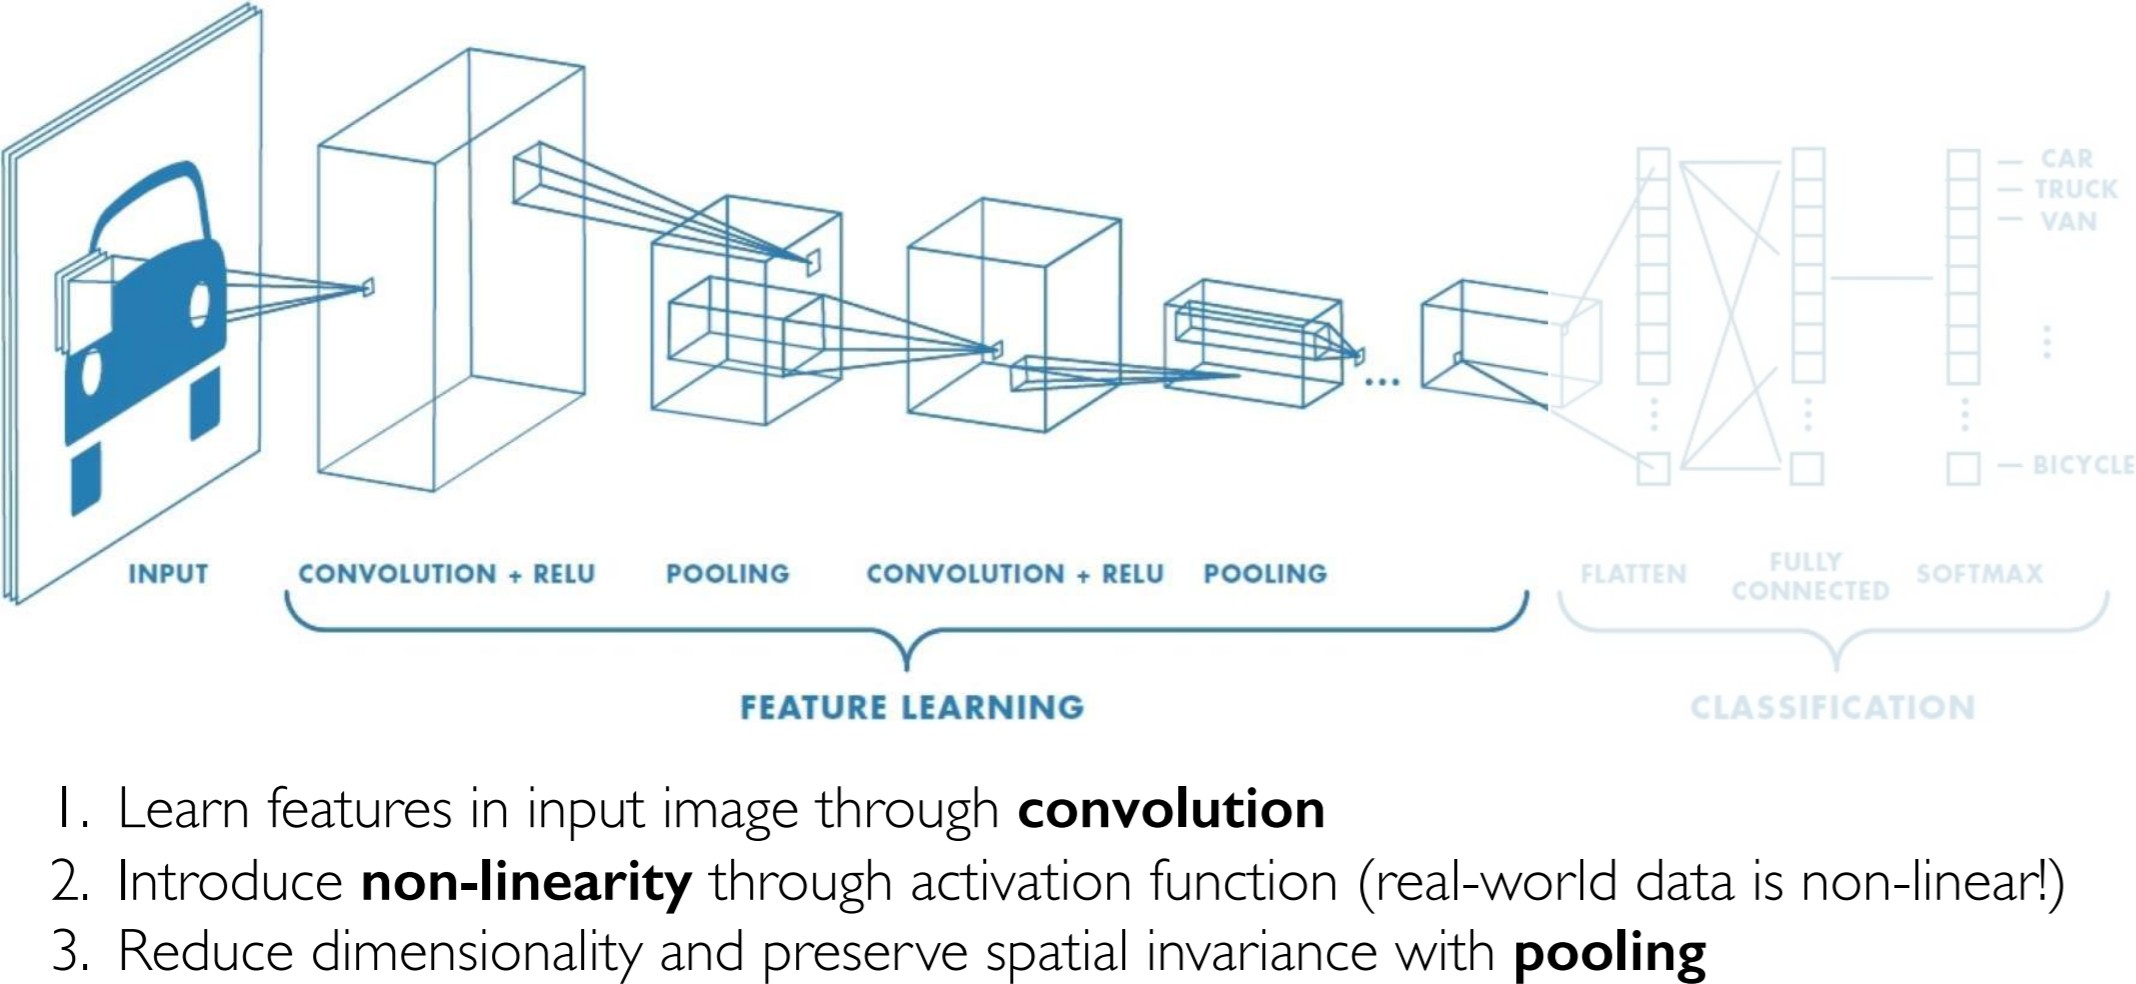 CAR
TRUCK
VAN
BICYCLE
INPUT
CONVOLUTION + RELU
POOLING
CONVOLUTION + RELU
POOLING
FLATTEN
FULLY
CONNECTED
SOFTMAX
FEATURE LEARNING
CLASSIFICATION
1. Learn features in input image through convolution
2. Introduce non-linearity through activation function (real-world data is non-linear!)
3. Reduce dimensionality and preserve spatial invariance with pooling